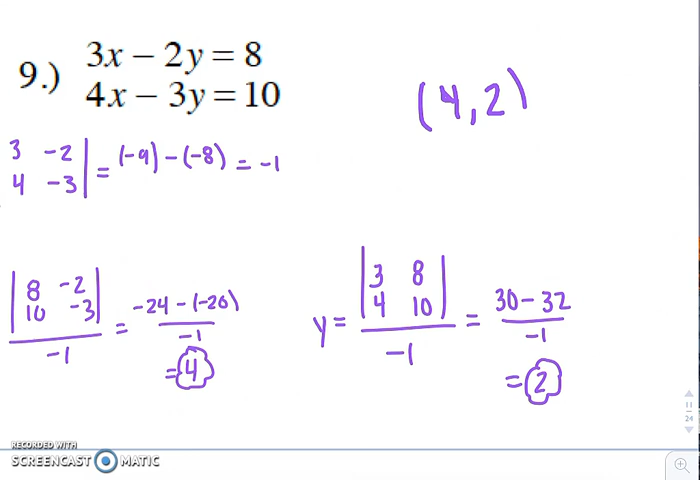 9.) 3x − 2y = 8
4x − 3y = 10
(4, 2)
3 -2
4 -3 | = (-9) - (-8) = -1
| 8 -2 |
| 10 -3 |
-1
= -24 - (-20)
-1
= 4
y = | 3 8 |
| 4 10 |
-1
= 30 - 32
-1
= 2
RECORDED WITH
SCREENCAST MATIC